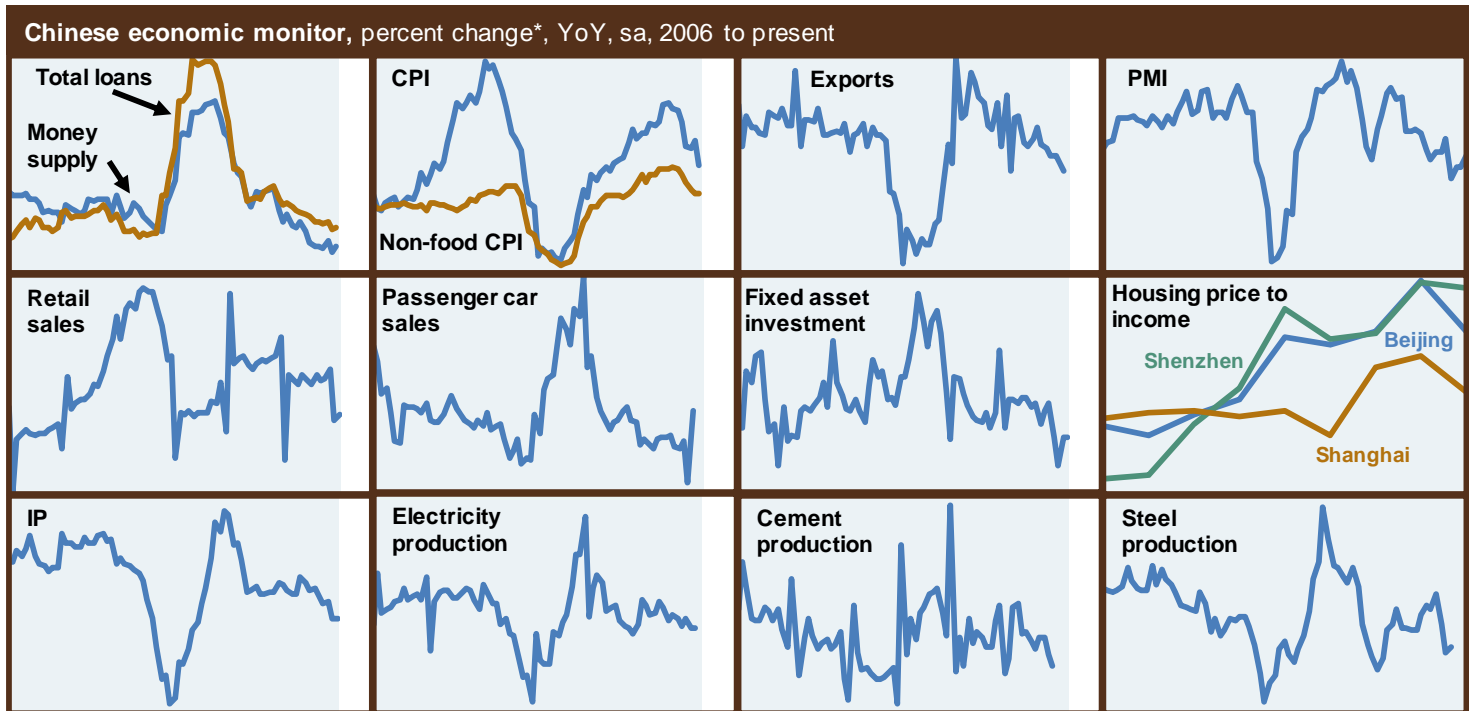 Chinese economic monitor, percent change*, YoY, sa, 2006 to present
Total loans
Money
supply
CPI
Non-food CPI
Exports
PMI
Retail
sales
Passenger car
sales
Fixed asset
investment
Housing price to
income
Beijing
Shenzhen
Shanghai
IP
Electricity
production
Cement
production
Steel
production